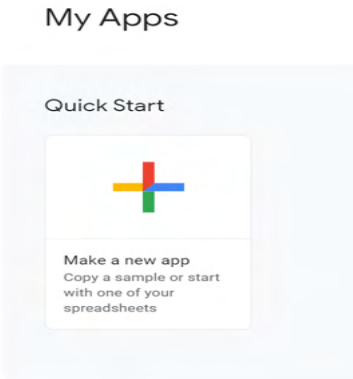 My Apps
Quick Start
Make a new app
Copy a sample or start
with one of your
spreadsheets